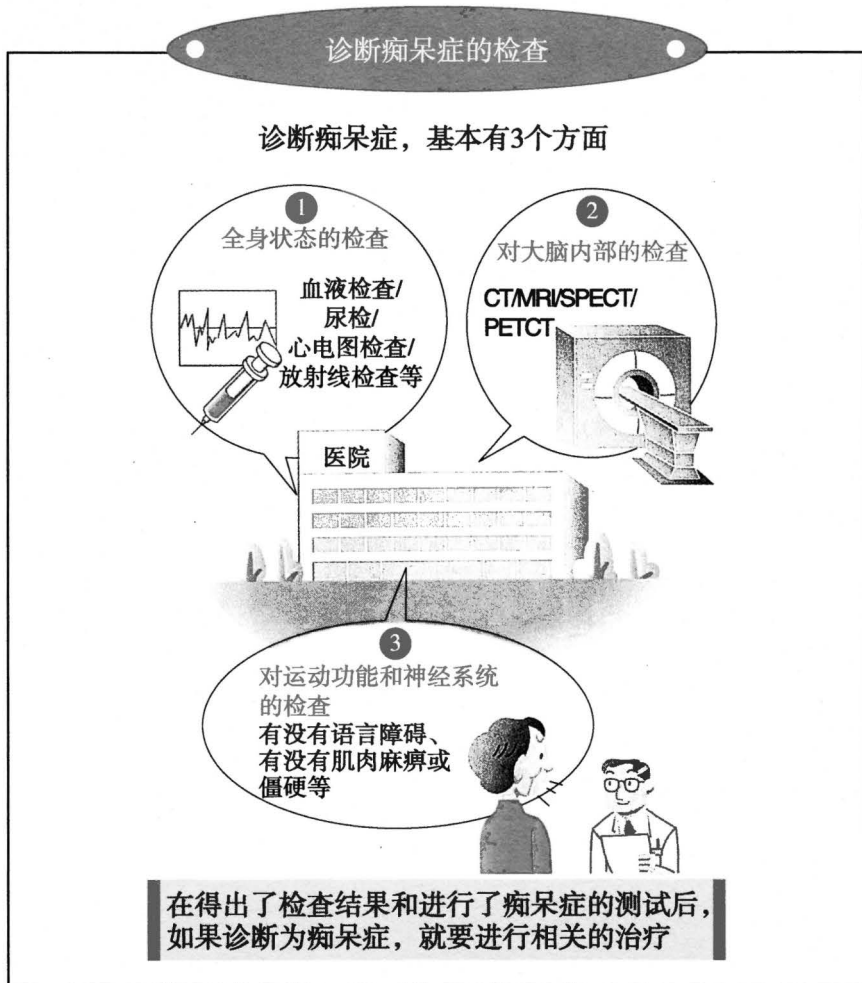 诊断痴呆症的检查
诊断痴呆症，基本有3个方面
1
全身状态的检查
血液检查/
尿检/
心电图检查/
放射线检查等
2
对大脑内部的检查
CT/MRI/SPECT/
PETCT
医院
3
对运动功能和神经系统
的检查
有没有语言障碍、
有没有肌肉麻痹或
僵硬等
在得出了检查结果和进行了痴呆症的测试后，
如果诊断为痴呆症，就要进行相关的治疗